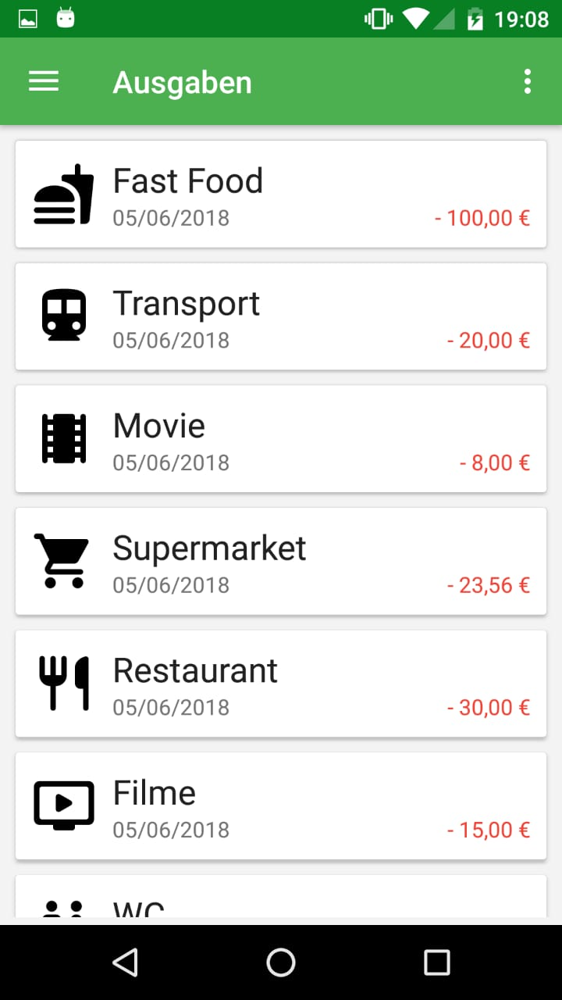 19:08
Ausgaben
Fast Food
05/06/2018
- 100,00 €
Transport
05/06/2018
- 20,00 €
Movie
05/06/2018
- 8,00 €
Supermarket
05/06/2018
- 23,56 €
Restaurant
05/06/2018
- 30,00 €
Filme
05/06/2018
- 15,00 €
WC